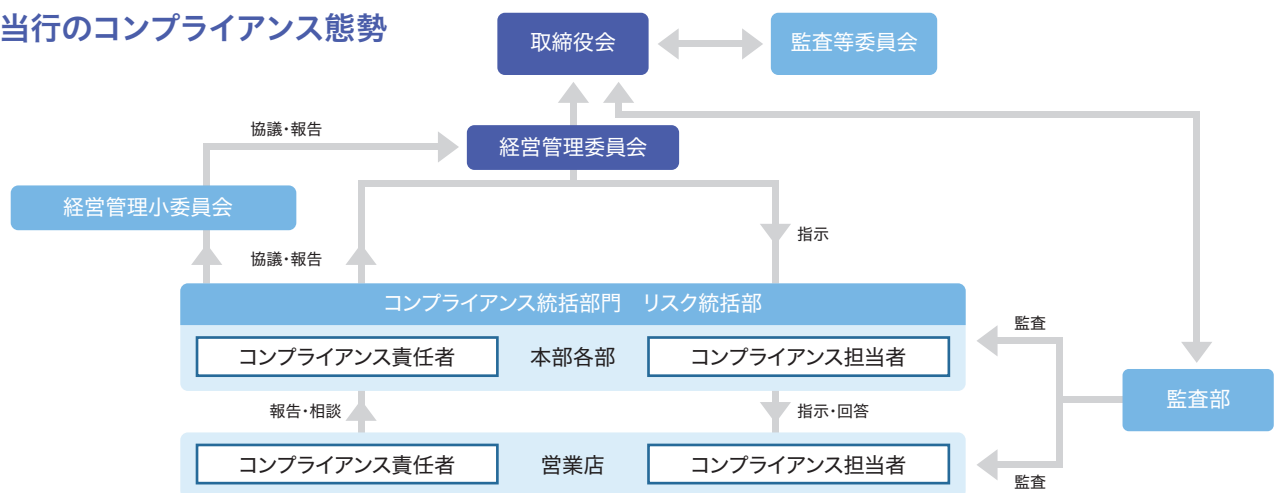 当行のコンプライアンス態勢
取締役会
監査等委員会
協議・報告
経営管理委員会
経営管理小委員会
指示
協議・報告
コンプライアンス統括部門　リスク統括部
監査
コンプライアンス責任者
本部各部
コンプライアンス担当者
監査部
報告・相談
指示・回答
コンプライアンス責任者
営業店
コンプライアンス担当者
監査